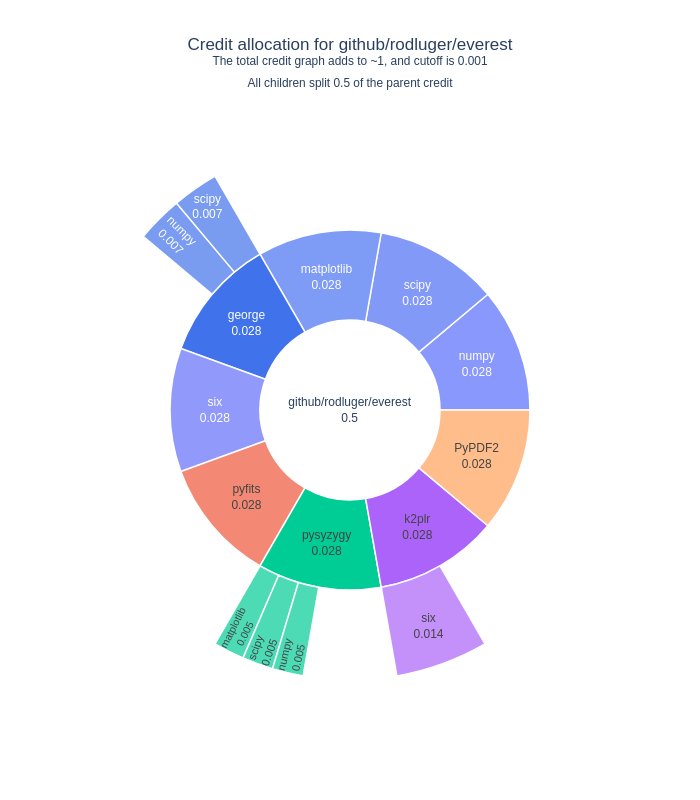 Credit allocation for github/rodluger/everest
The total credit graph adds to ~1, and cutoff is 0.001
All children split 0.5 of the parent credit
scipy
0.007
numpy
0.007
matplotlib
0.028
scipy
0.028
george
0.028
numpy
0.028
six
0.028
github/rodluger/everest
0.5
PyPDF2
0.028
pyfits
0.028
k2plr
0.028
pysyzygy
0.028
matplotlib
0.005
scipy
0.005
numpy
0.005
six
0.014